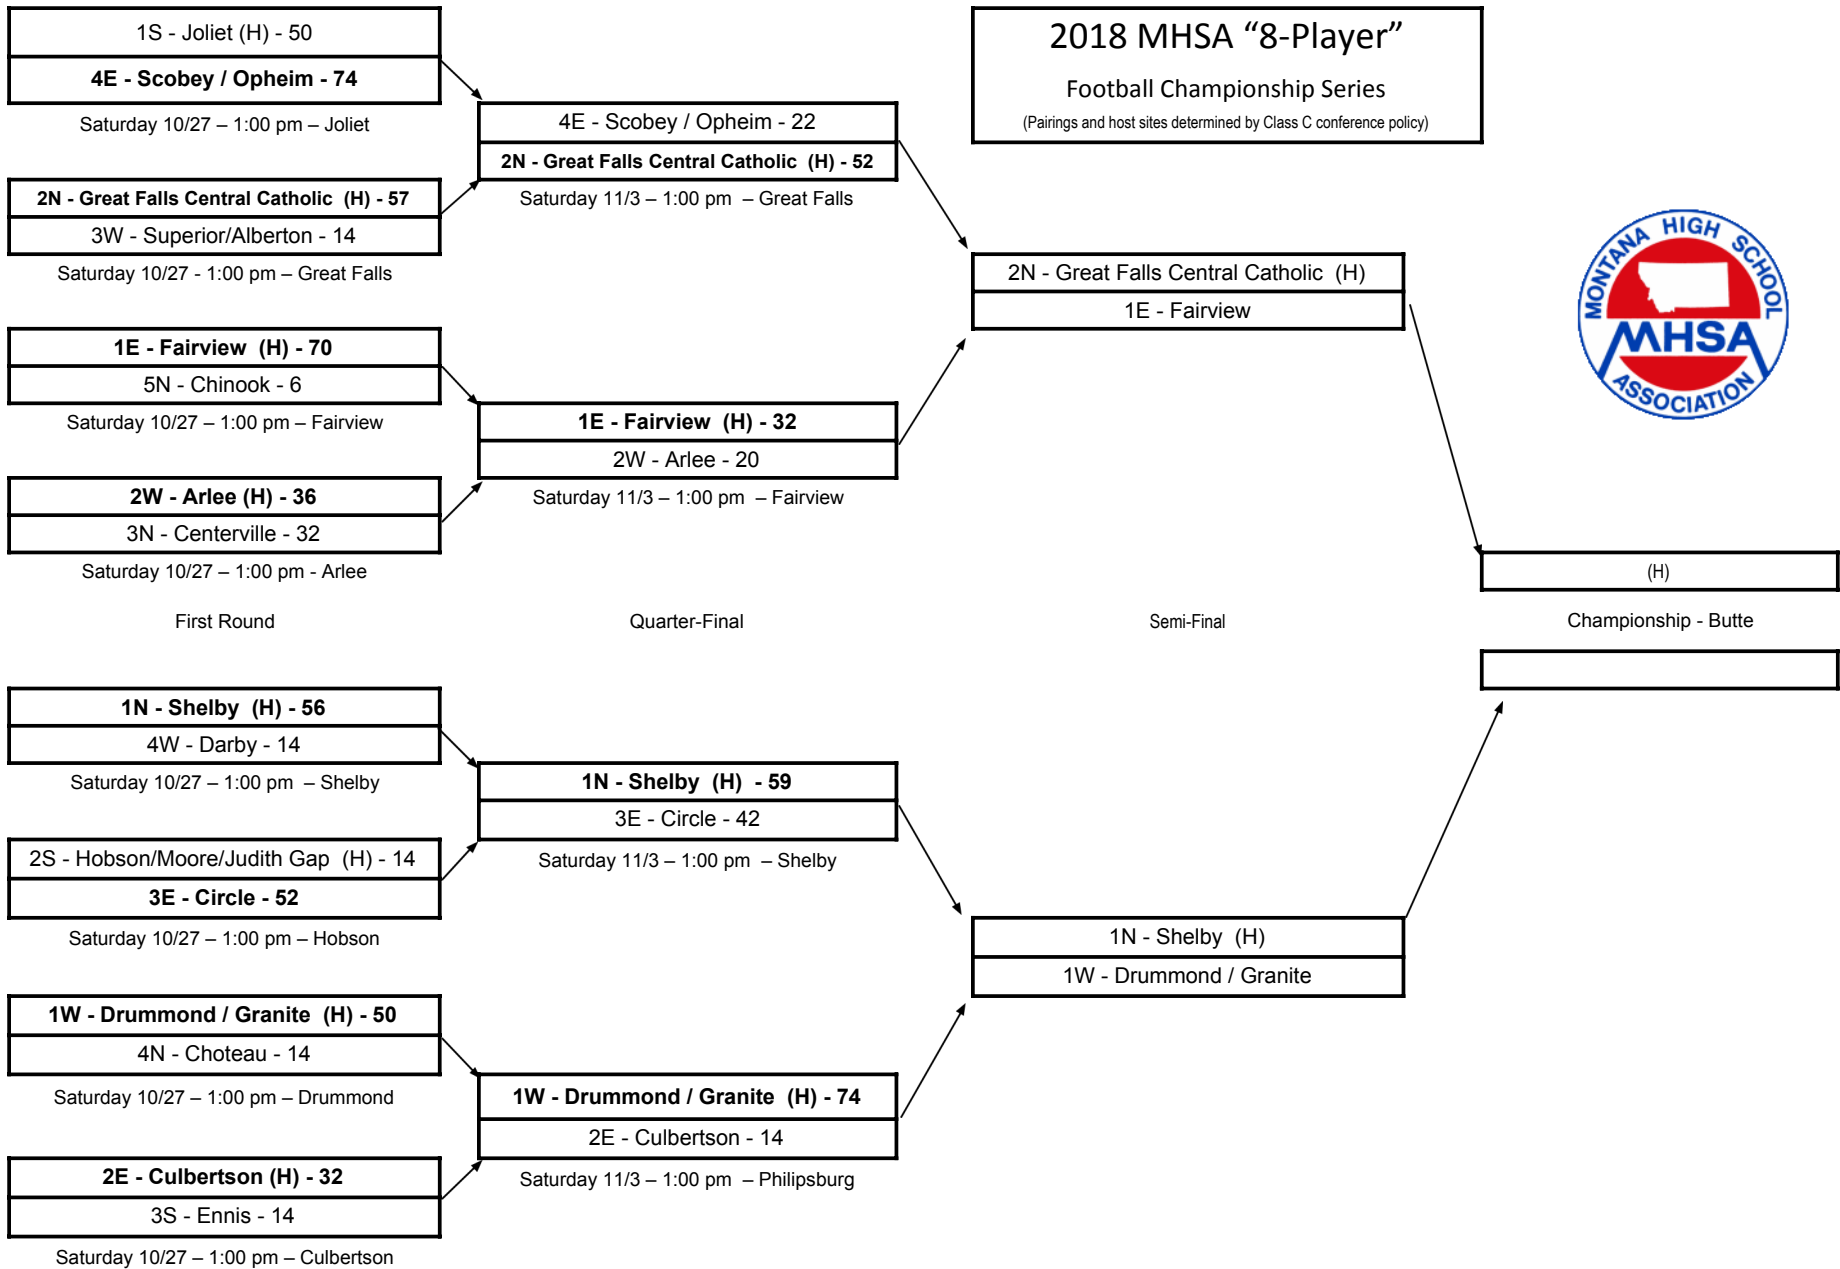 2018 MHSA “8-Player”
Football Championship Series
(Pairings and host sites determined by Class C conference policy)
1S - Joliet (H) - 50
4E - Scobey / Opheim - 74
Saturday 10/27 – 1:00 pm – Joliet
2N - Great Falls Central Catholic (H) - 57
3W - Superior/Alberton - 14
Saturday 10/27 - 1:00 pm – Great Falls
1E - Fairview (H) - 70
5N - Chinook - 6
Saturday 10/27 – 1:00 pm – Fairview
2W - Arlee (H) - 36
3N - Centerville - 32
Saturday 10/27 – 1:00 pm - Arlee
First Round
1N - Shelby (H) - 56
4W - Darby - 14
Saturday 10/27 – 1:00 pm – Shelby
2S - Hobson/Moore/Judith Gap (H) - 14
3E - Circle - 52
Saturday 10/27 – 1:00 pm – Hobson
1W - Drummond / Granite (H) - 50
4N - Choteau - 14
Saturday 10/27 – 1:00 pm – Drummond
2E - Culbertson (H) - 32
3S - Ennis - 14
Saturday 10/27 – 1:00 pm – Culbertson
4E - Scobey / Opheim - 22
2N - Great Falls Central Catholic (H) - 52
Saturday 11/3 – 1:00 pm – Great Falls
1E - Fairview (H) - 32
2W - Arlee - 20
Saturday 11/3 – 1:00 pm – Fairview
Quarter-Final
1N - Shelby (H) - 59
3E - Circle - 42
Saturday 11/3 – 1:00 pm – Shelby
1W - Drummond / Granite (H) - 74
2E - Culbertson - 14
Saturday 11/3 – 1:00 pm – Philipsburg
2N - Great Falls Central Catholic (H)
1E - Fairview
Semi-Final
1N - Shelby (H)
1W - Drummond / Granite
MONTANA HIGH SCHOOL
MHSA
ASSOCIATION
(H)
Championship - Butte